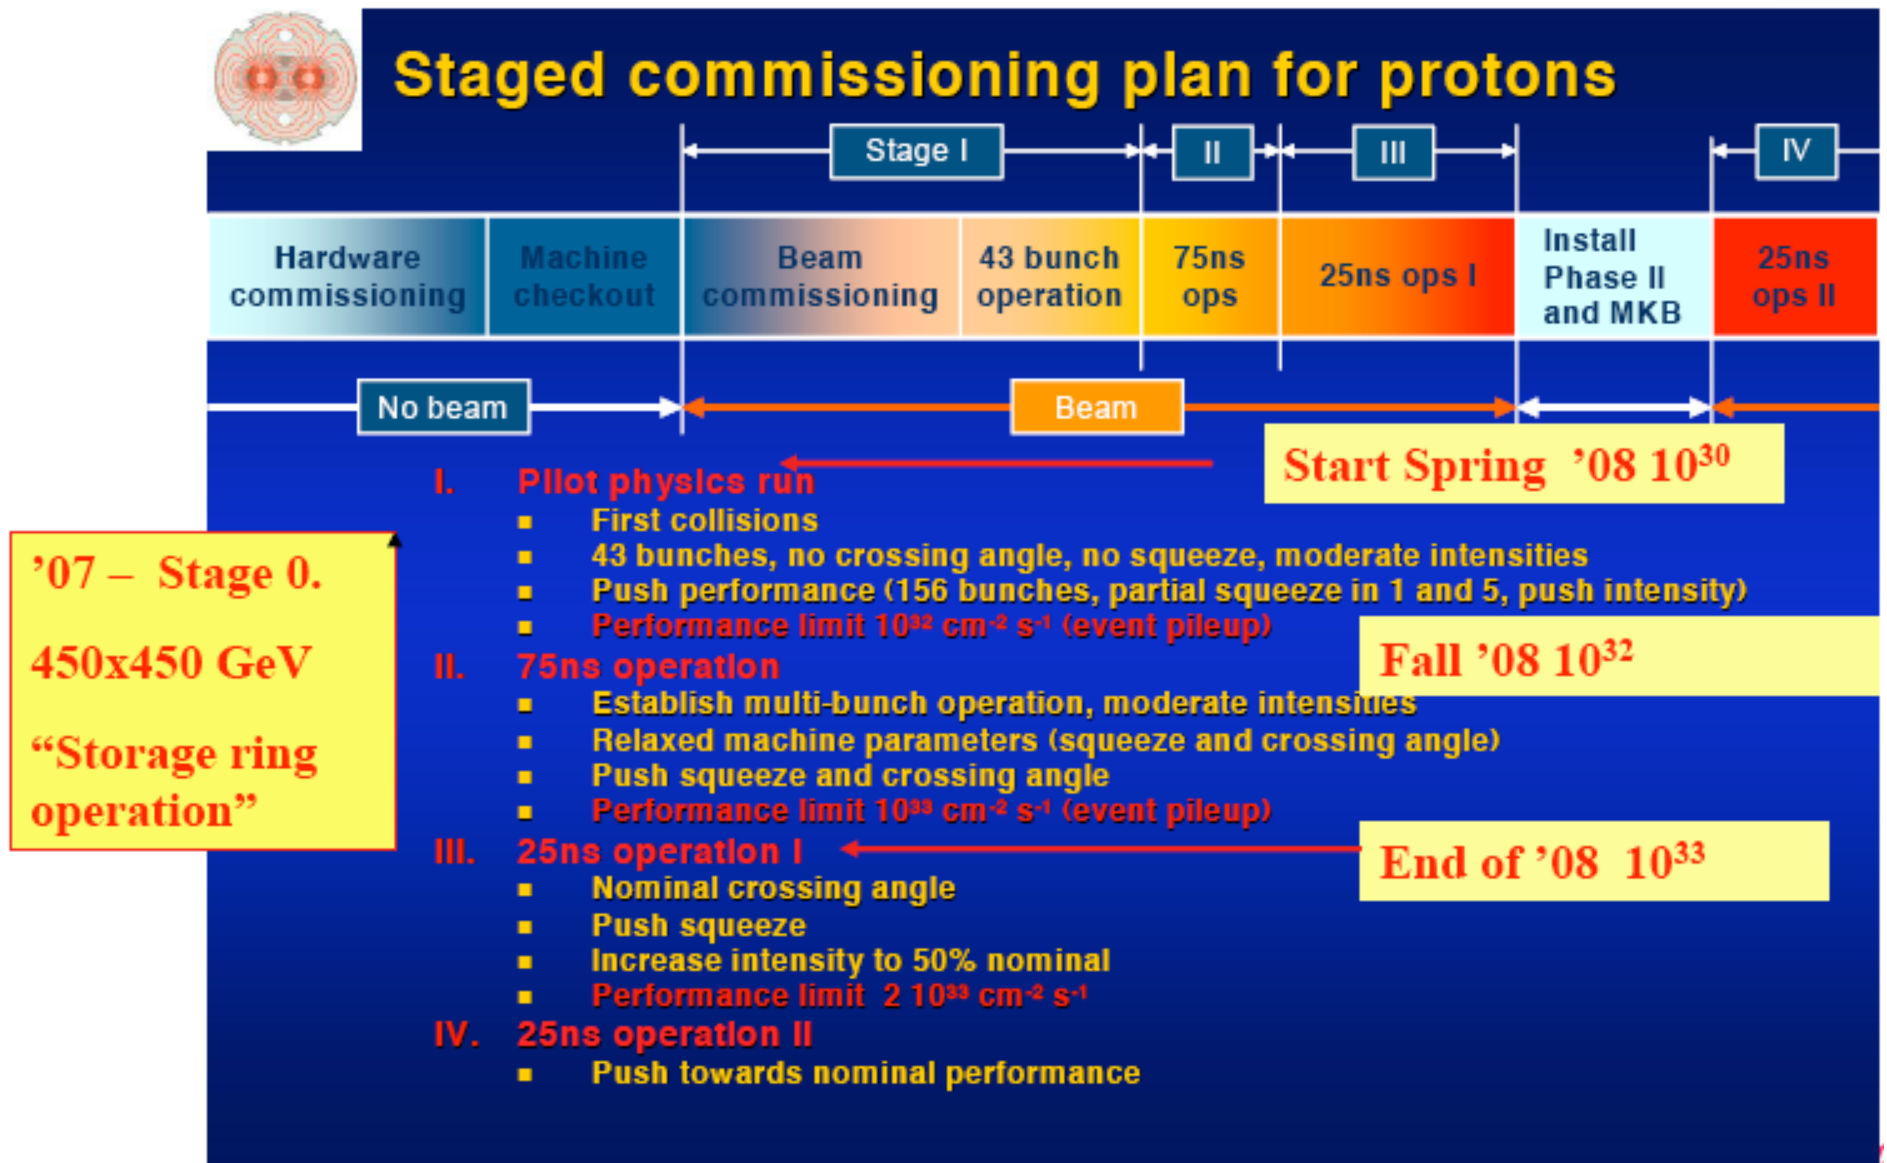 Staged commissioning plan for protons
Stage I
II
III
IV
Hardware
commissioning
Machine
checkout
Beam
commissioning
43 bunch
operation
75ns
ops
25ns ops I
Install
Phase II
and MKB
25ns
ops II
No beam
Beam
Start Spring ’08 10³⁰
I. Pilot physics run
▪ First collisions
▪ 43 bunches, no crossing angle, no squeeze, moderate intensities
▪ Push performance (156 bunches, partial squeeze in 1 and 5, push intensity)
▪ Performance limit 10³² cm⁻² s⁻¹ (event pileup)
’07 – Stage 0.
450x450 GeV
“Storage ring
operation”
Fall ’08 10³²
II. 75ns operation
▪ Establish multi-bunch operation, moderate intensities
▪ Relaxed machine parameters (squeeze and crossing angle)
▪ Push squeeze and crossing angle
▪ Performance limit 10³³ cm⁻² s⁻¹ (event pileup)
III. 25ns operation I
End of ’08 10³³
▪ Nominal crossing angle
▪ Push squeeze
▪ Increase intensity to 50% nominal
▪ Performance limit 2 10³³ cm⁻² s⁻¹
IV. 25ns operation II
▪ Push towards nominal performance